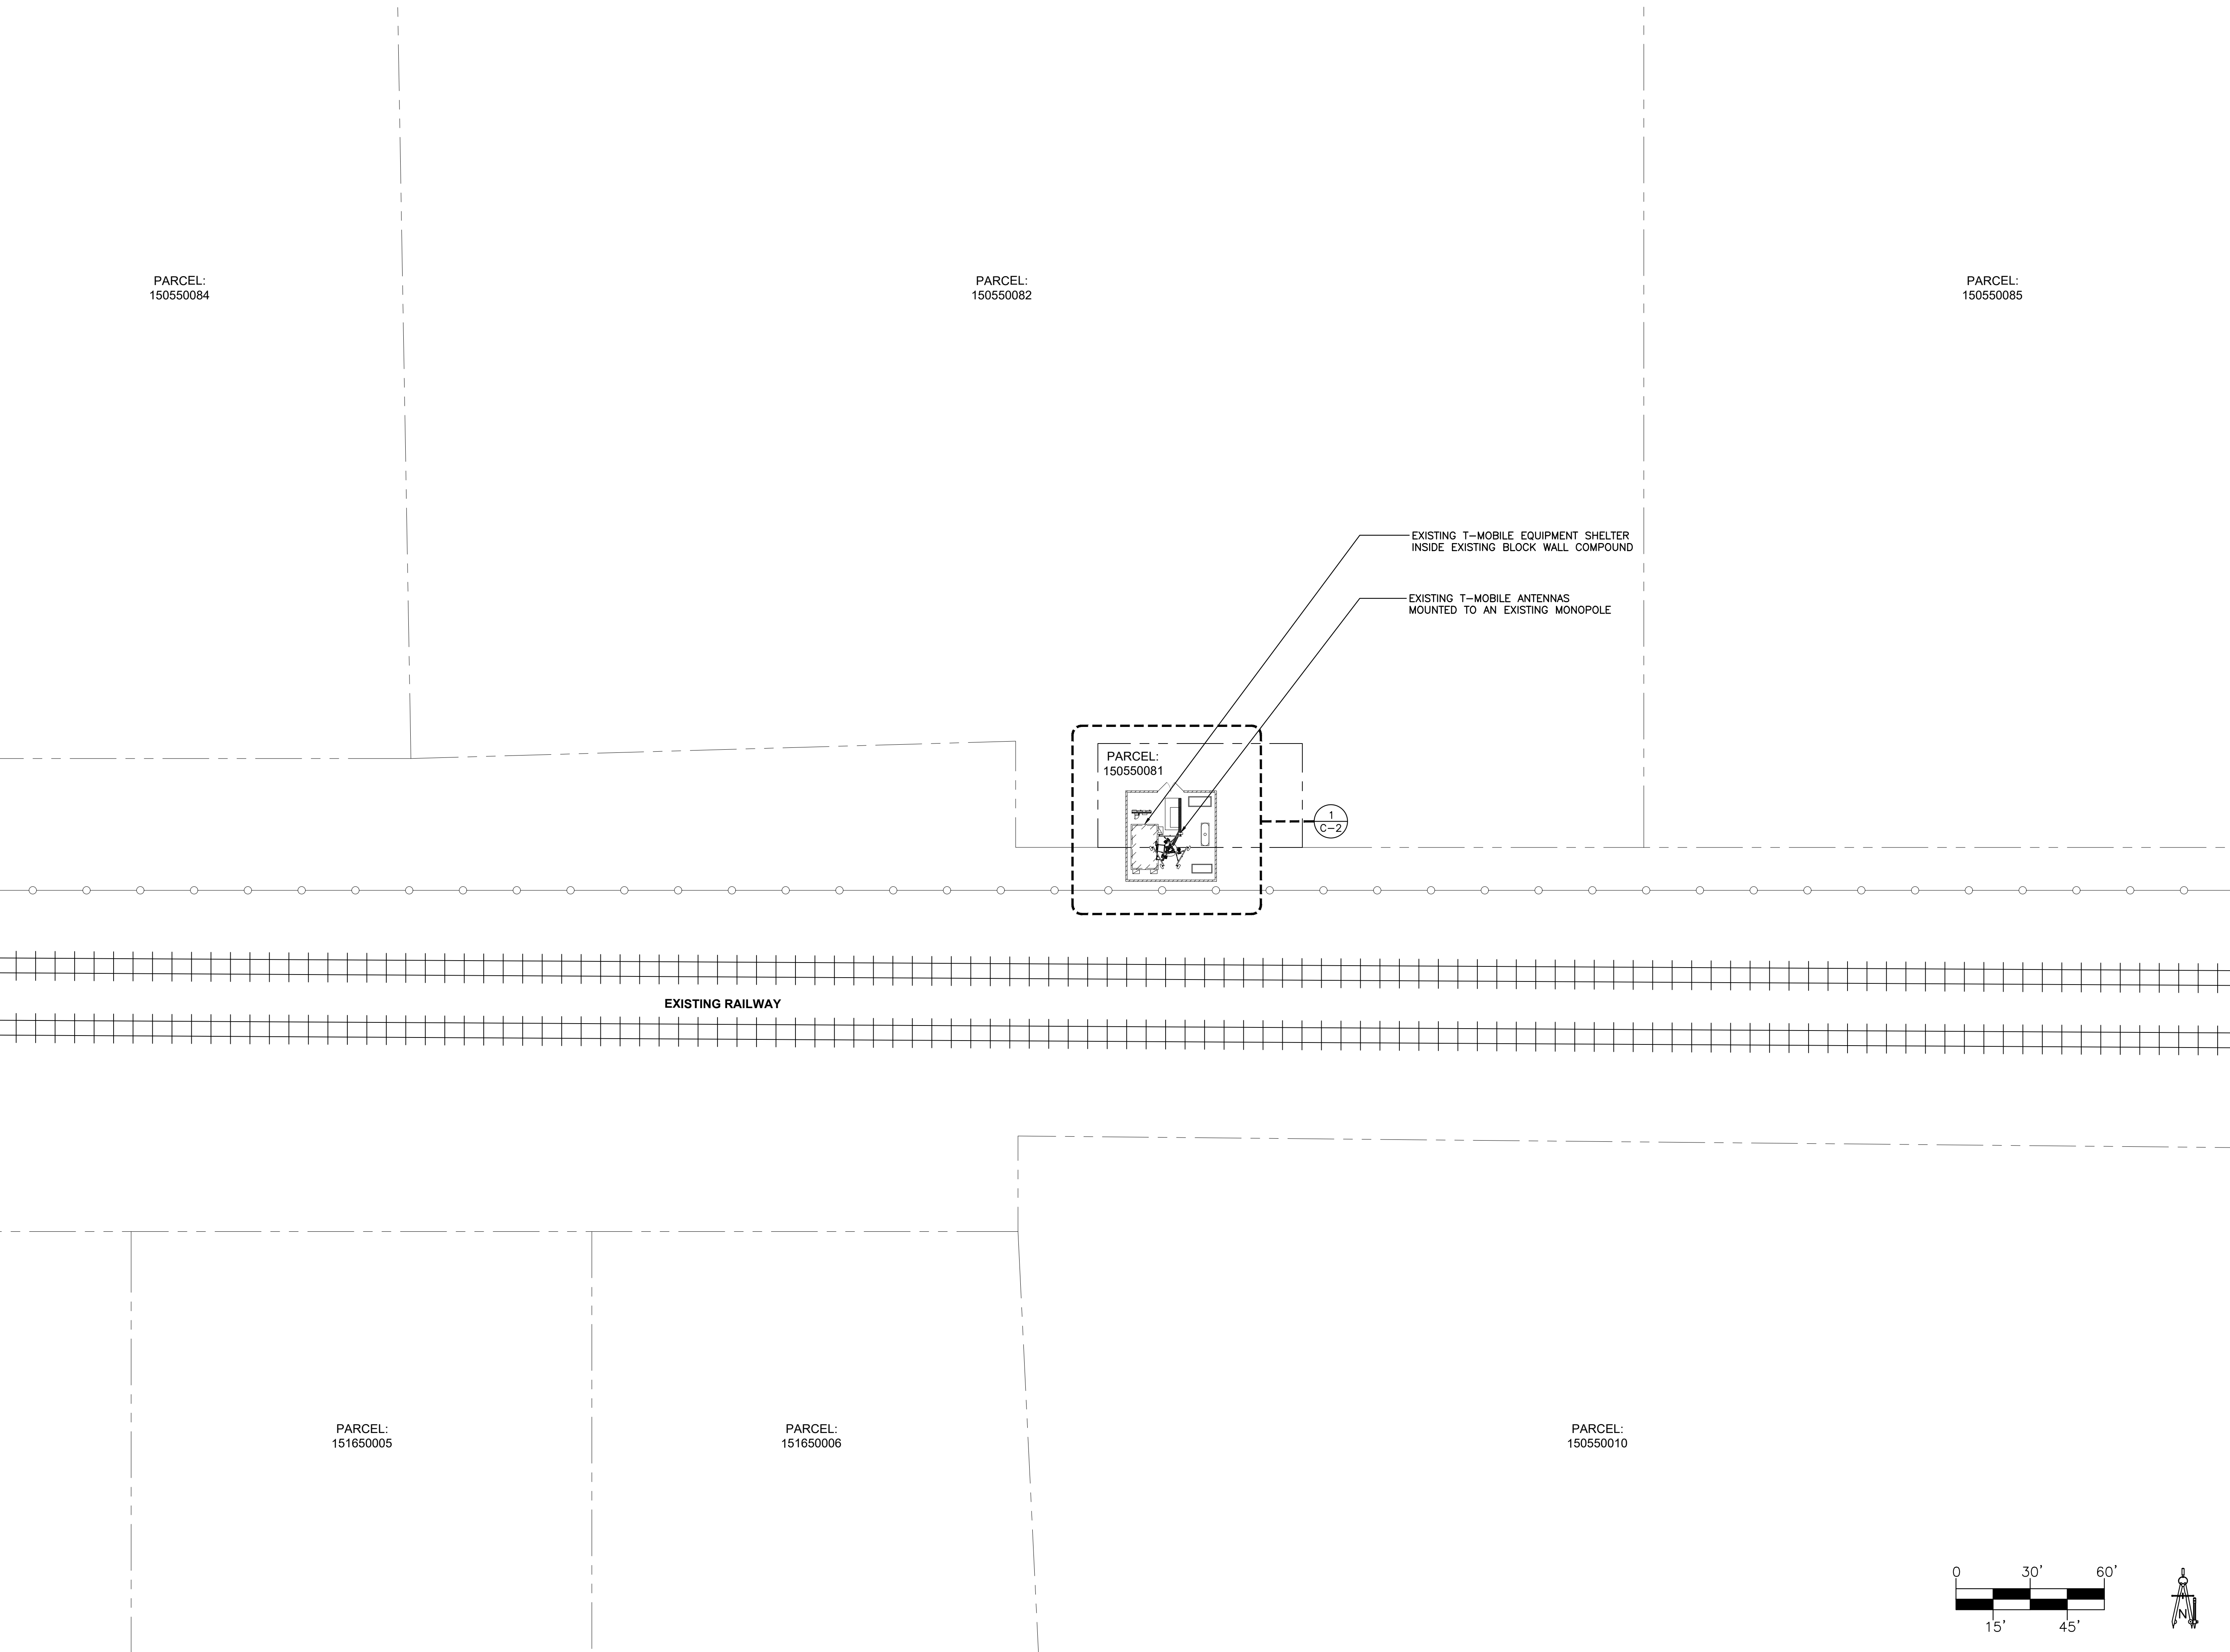 PARCEL:
150550084
PARCEL:
150550082
PARCEL:
150550085
EXISTING T-MOBILE EQUIPMENT SHELTER
INSIDE EXISTING BLOCK WALL COMPOUND
EXISTING T-MOBILE ANTENNAS
MOUNTED TO AN EXISTING MONOPOLE
PARCEL:
150550081
1
C-2
EXISTING RAILWAY
PARCEL:
151650005
PARCEL:
151650006
PARCEL:
150550010
0 30' 60'
15' 45'
N